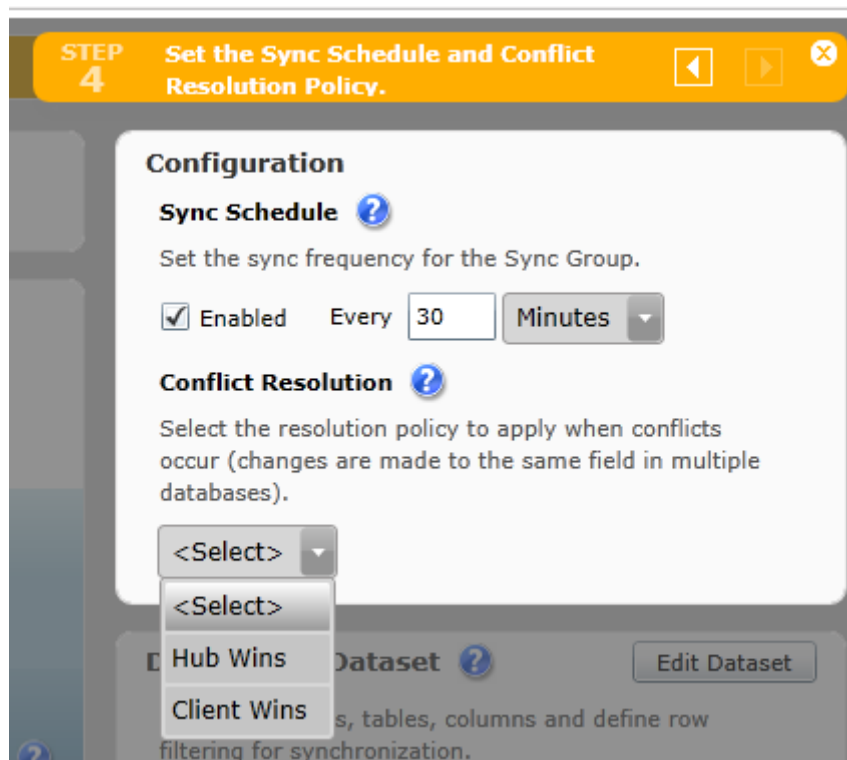 STEP 4
Set the Sync Schedule and Conflict
Resolution Policy.
Configuration
Sync Schedule ?
Set the sync frequency for the Sync Group.
Enabled Every 30 Minutes
Conflict Resolution ?
Select the resolution policy to apply when conflicts
occur (changes are made to the same field in multiple
databases).
<Select>
<Select>
Hub Wins
Client Wins
Dataset ? Edit Dataset
s, tables, columns and define row
filtering for synchronization.
?